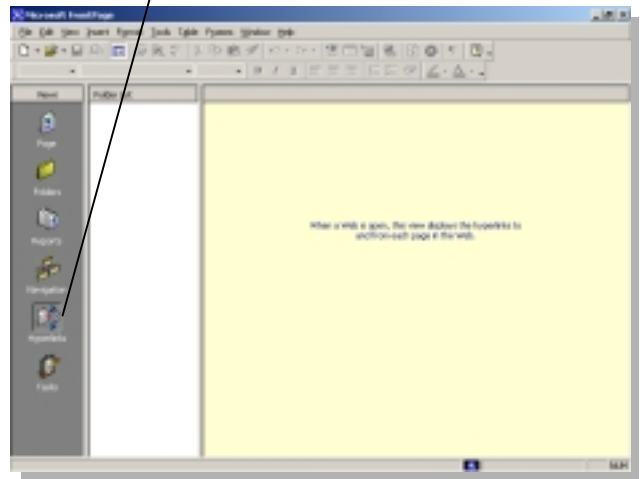 Microsoft FrontPage
File Edit View Insert Format Tools Table Frames Window Help
Views
Folder List
Page
Folders
Reports
Navigation
Hyperlinks
Tasks
When a Web is open, this view displays the hyperlinks to
and from each page in the Web.
NUM